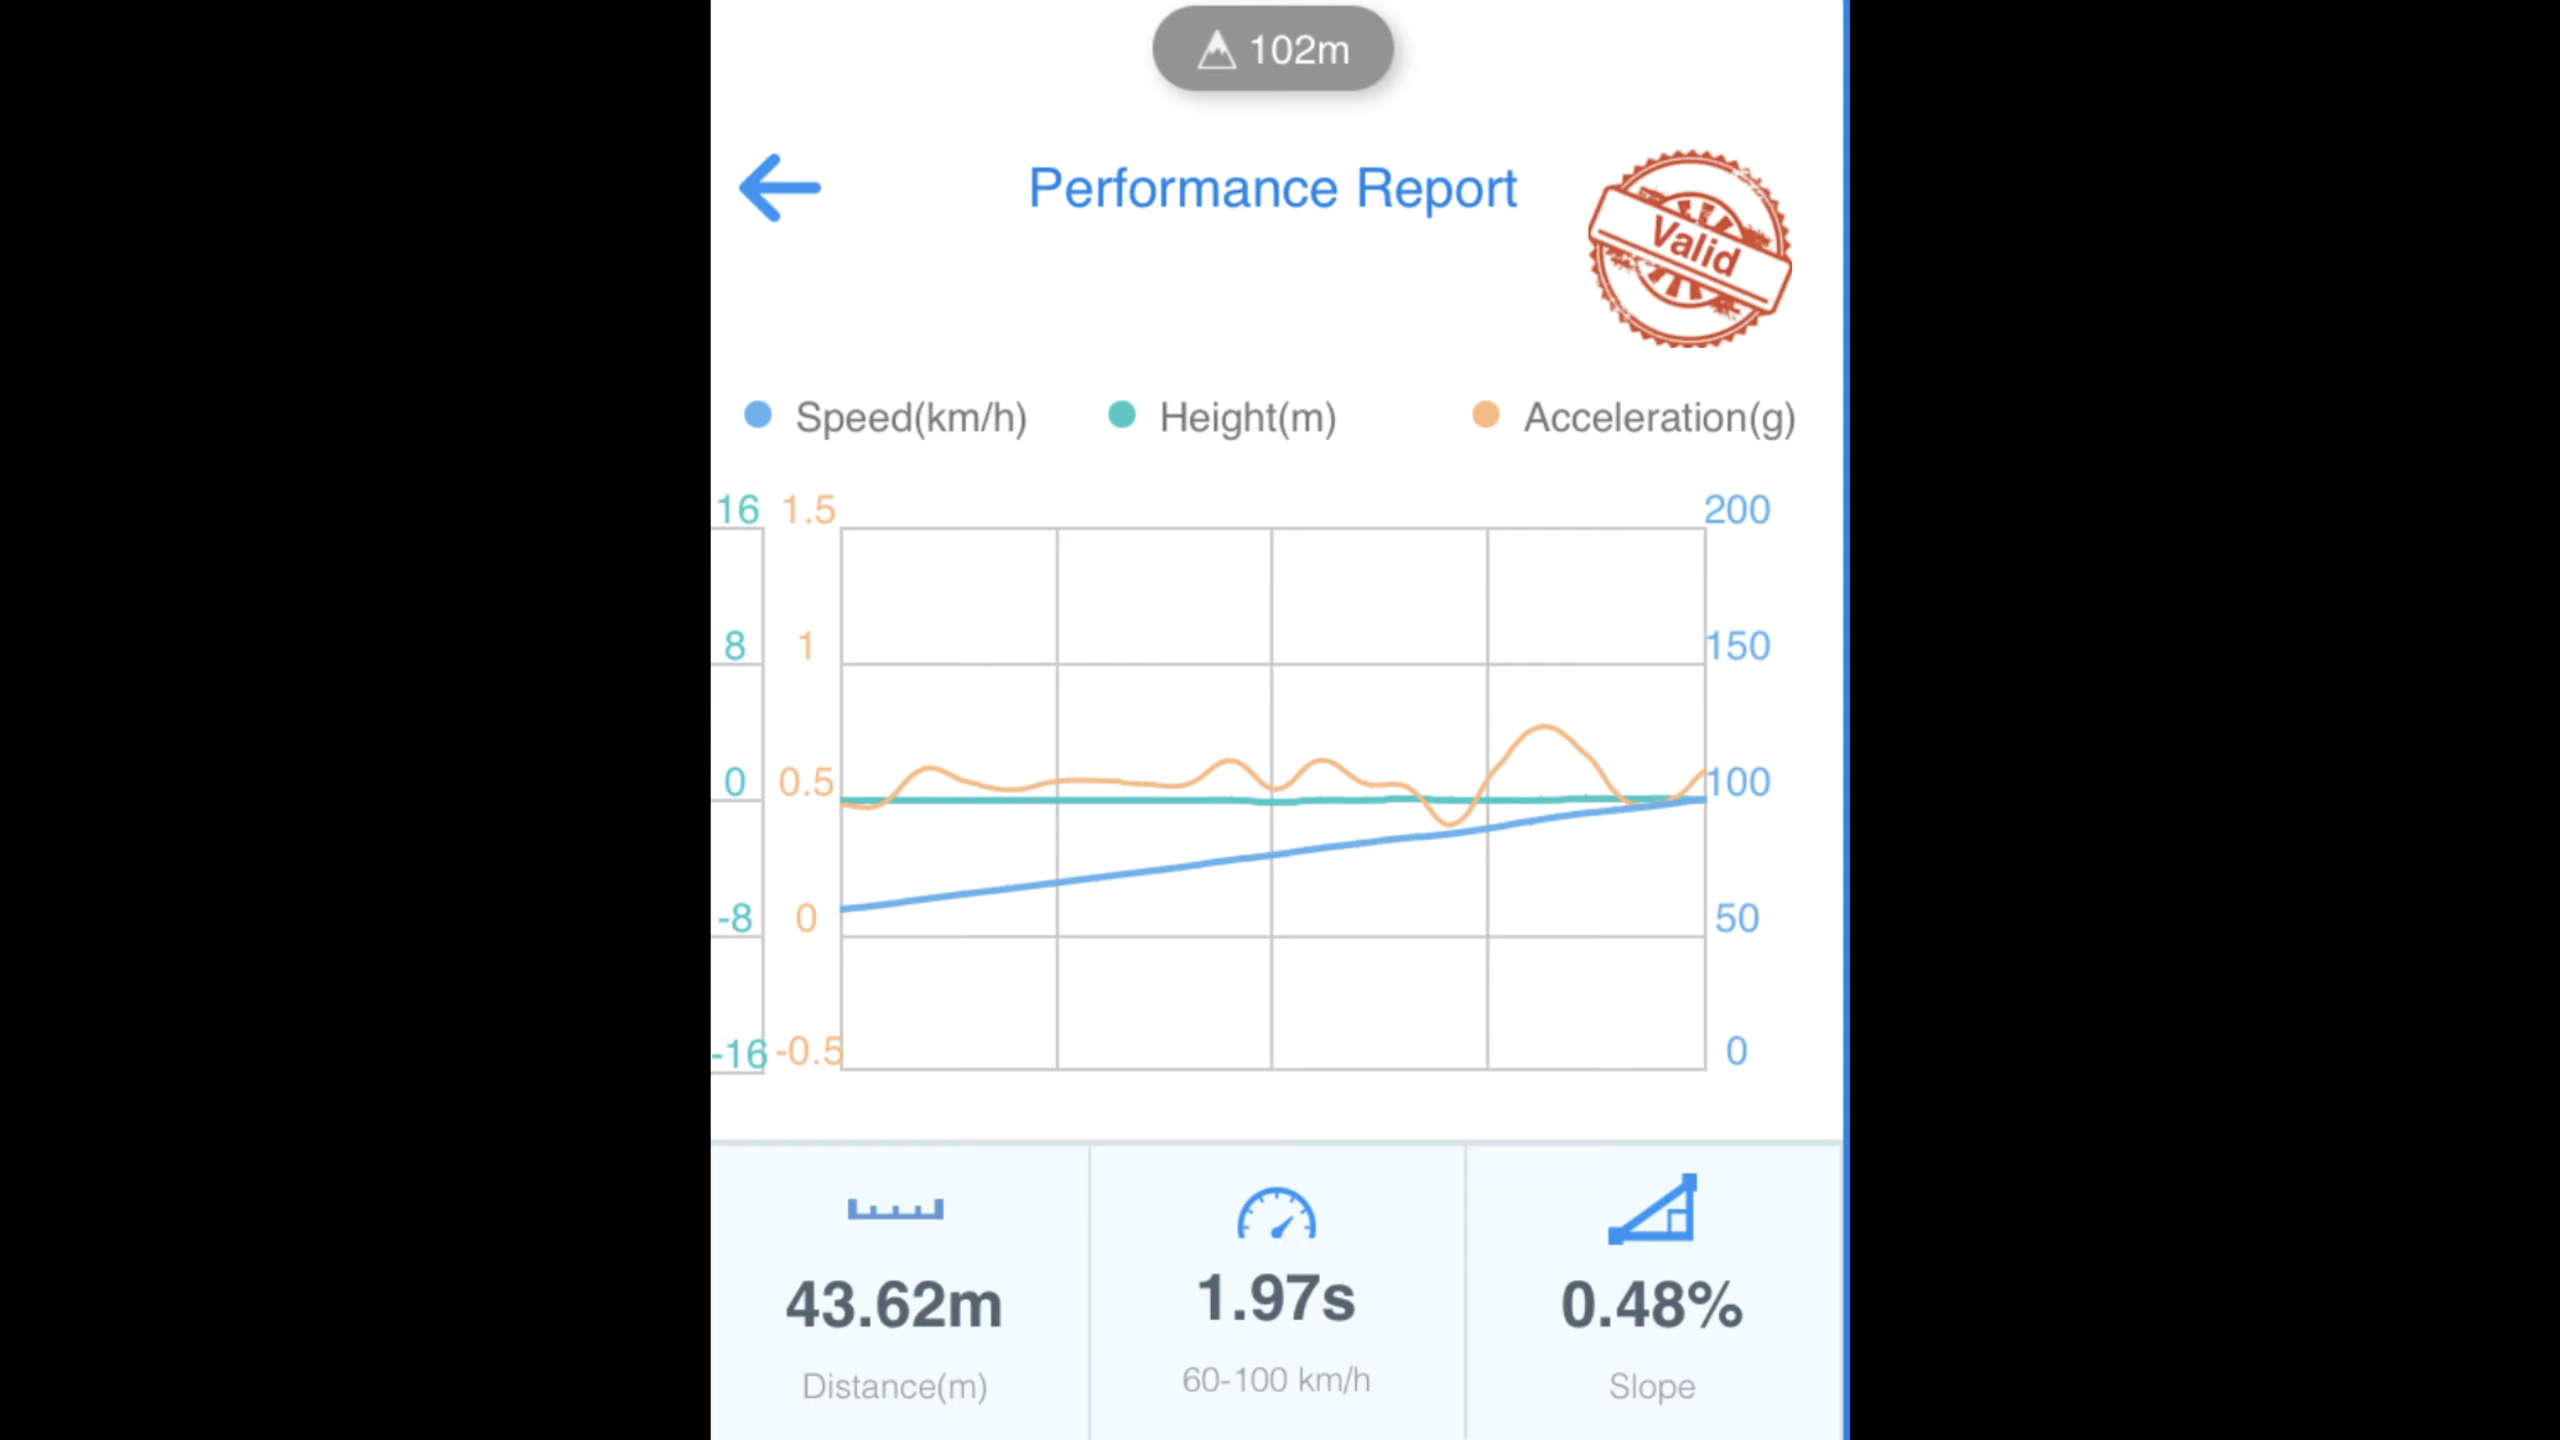 102m
Performance Report
Valid
Speed(km/h) Height(m) Acceleration(g)
16 1.5 200
8 1 150
0 0.5 100
-8 0 50
-16 -0.5 0
43.62m 1.97s 0.48%
Distance(m) 60-100 km/h Slope